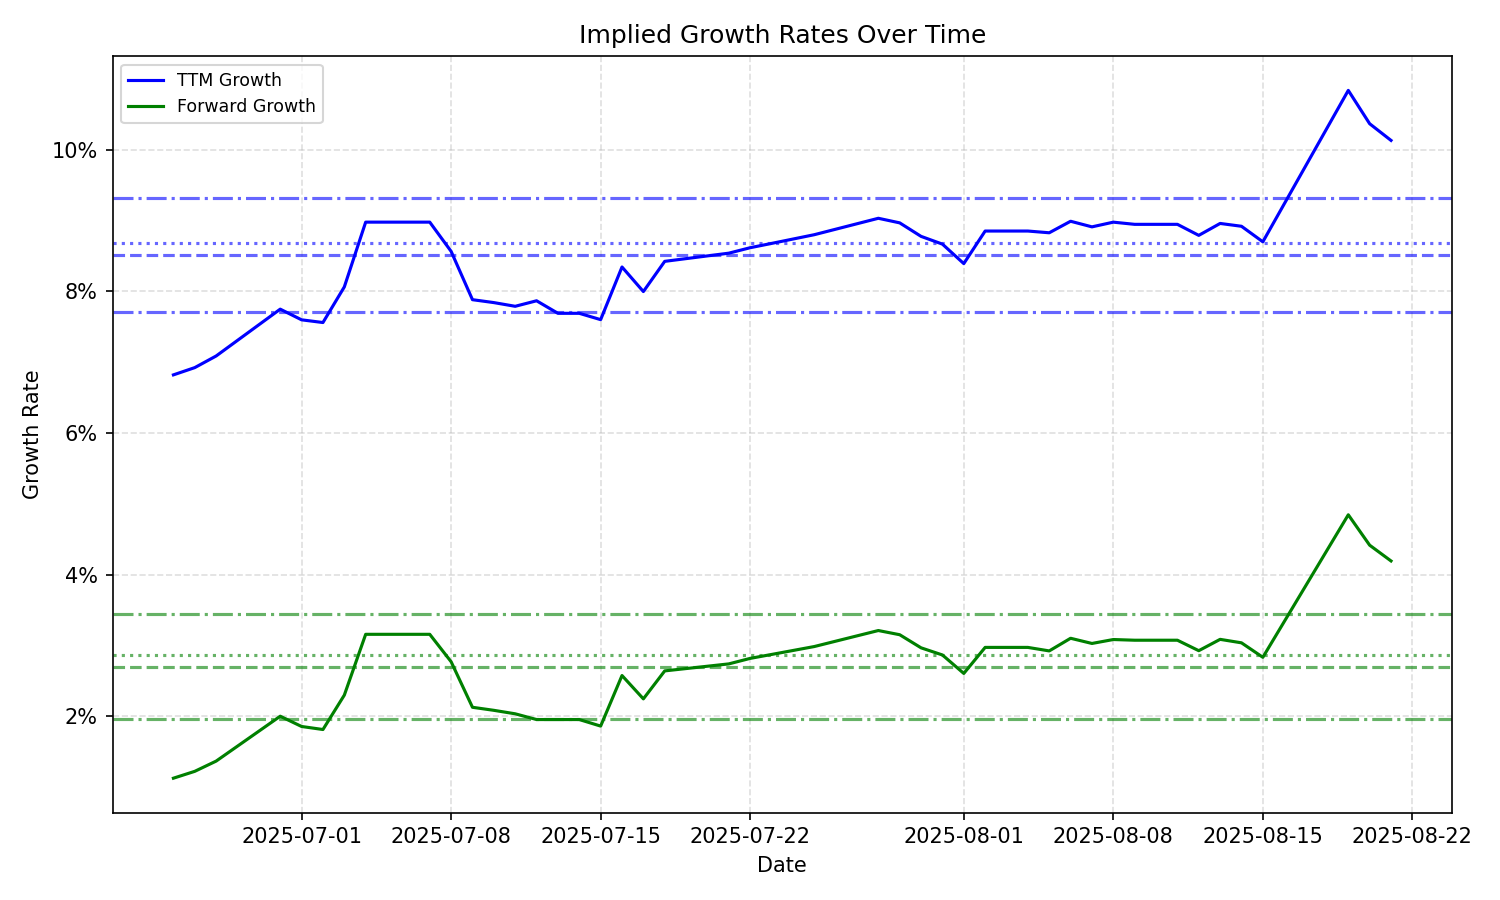 Implied Growth Rates Over Time
TTM Growth
Forward Growth
10%
8%
6%
4%
2%
Growth Rate
2025-07-01 2025-07-08 2025-07-15 2025-07-22 2025-08-01 2025-08-08 2025-08-15 2025-08-22
Date